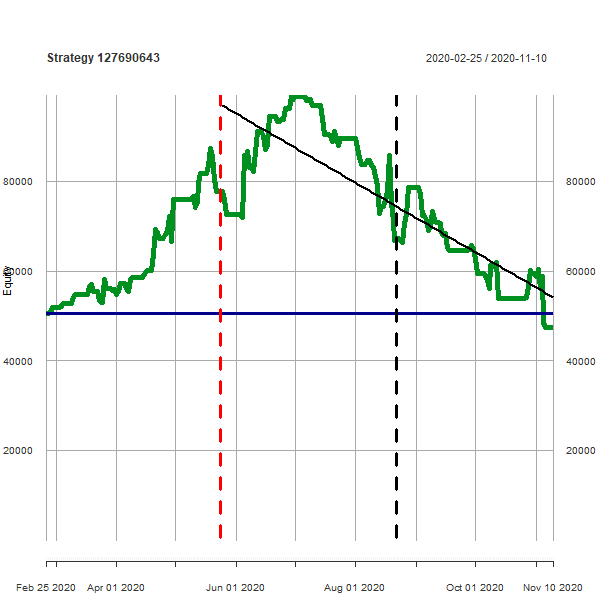 Strategy 127690643
2020-02-25 / 2020-11-10
80000
80000
Equity
60000
60000
40000
40000
20000
20000
Feb 25 2020
Apr 01 2020
Jun 01 2020
Aug 01 2020
Oct 01 2020
Nov 10 2020